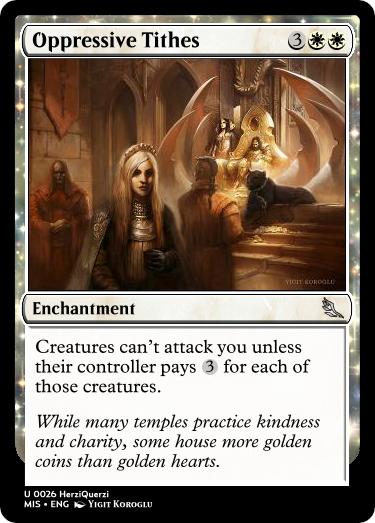 Oppressive Tithes 3
YIGIT KOROGLU
Enchantment
Creatures can't attack you unless
their controller pays 3 for each of
those creatures.
While many temples practice kindness
and charity, some house more golden
coins than golden hearts.
U 0026 HerziQuerzi
MIS • ENG Yigit Koroglu